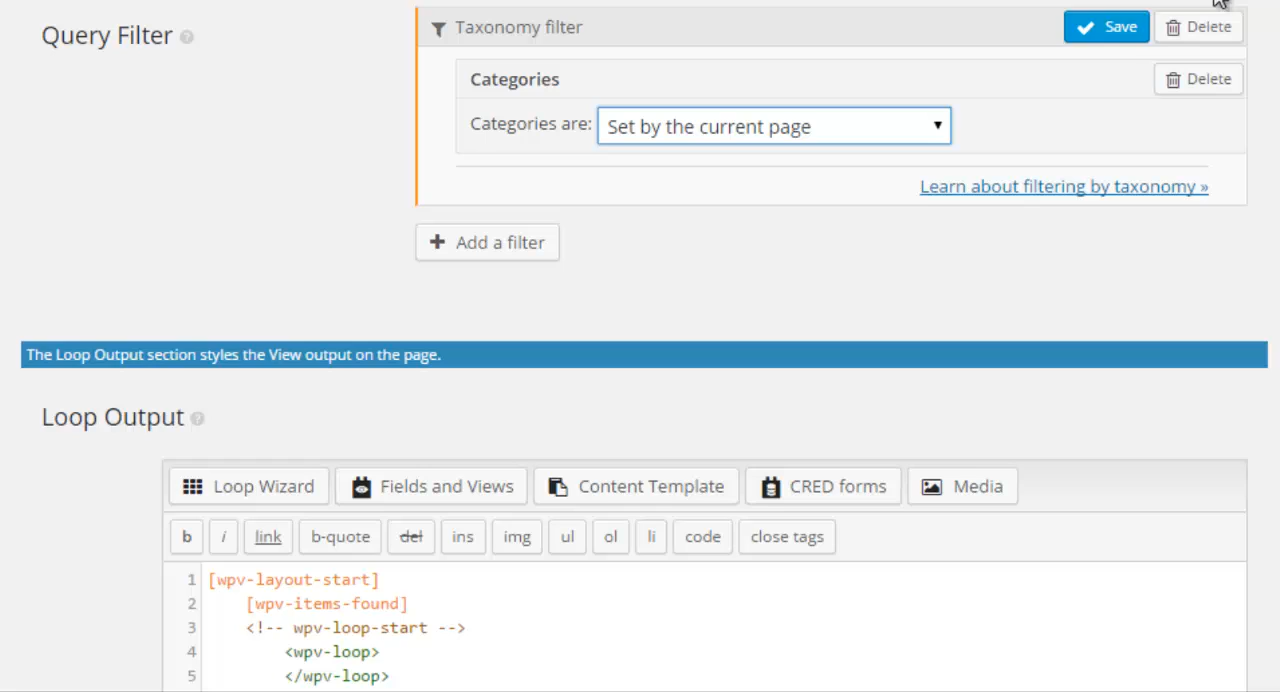 Query Filter
Taxonomy filter
Save
Delete
Categories
Delete
Categories are: Set by the current page
Learn about filtering by taxonomy »
Add a filter
The Loop Output section styles the View output on the page.
Loop Output
Loop Wizard Fields and Views Content Template CRED forms Media
b i link b-quote del ins img ul ol li code close tags
1 [wpv-layout-start]
2 [wpv-items-found]
3 <!-- wpv-loop-start -->
4 <wpv-loop>
5 </wpv-loop>